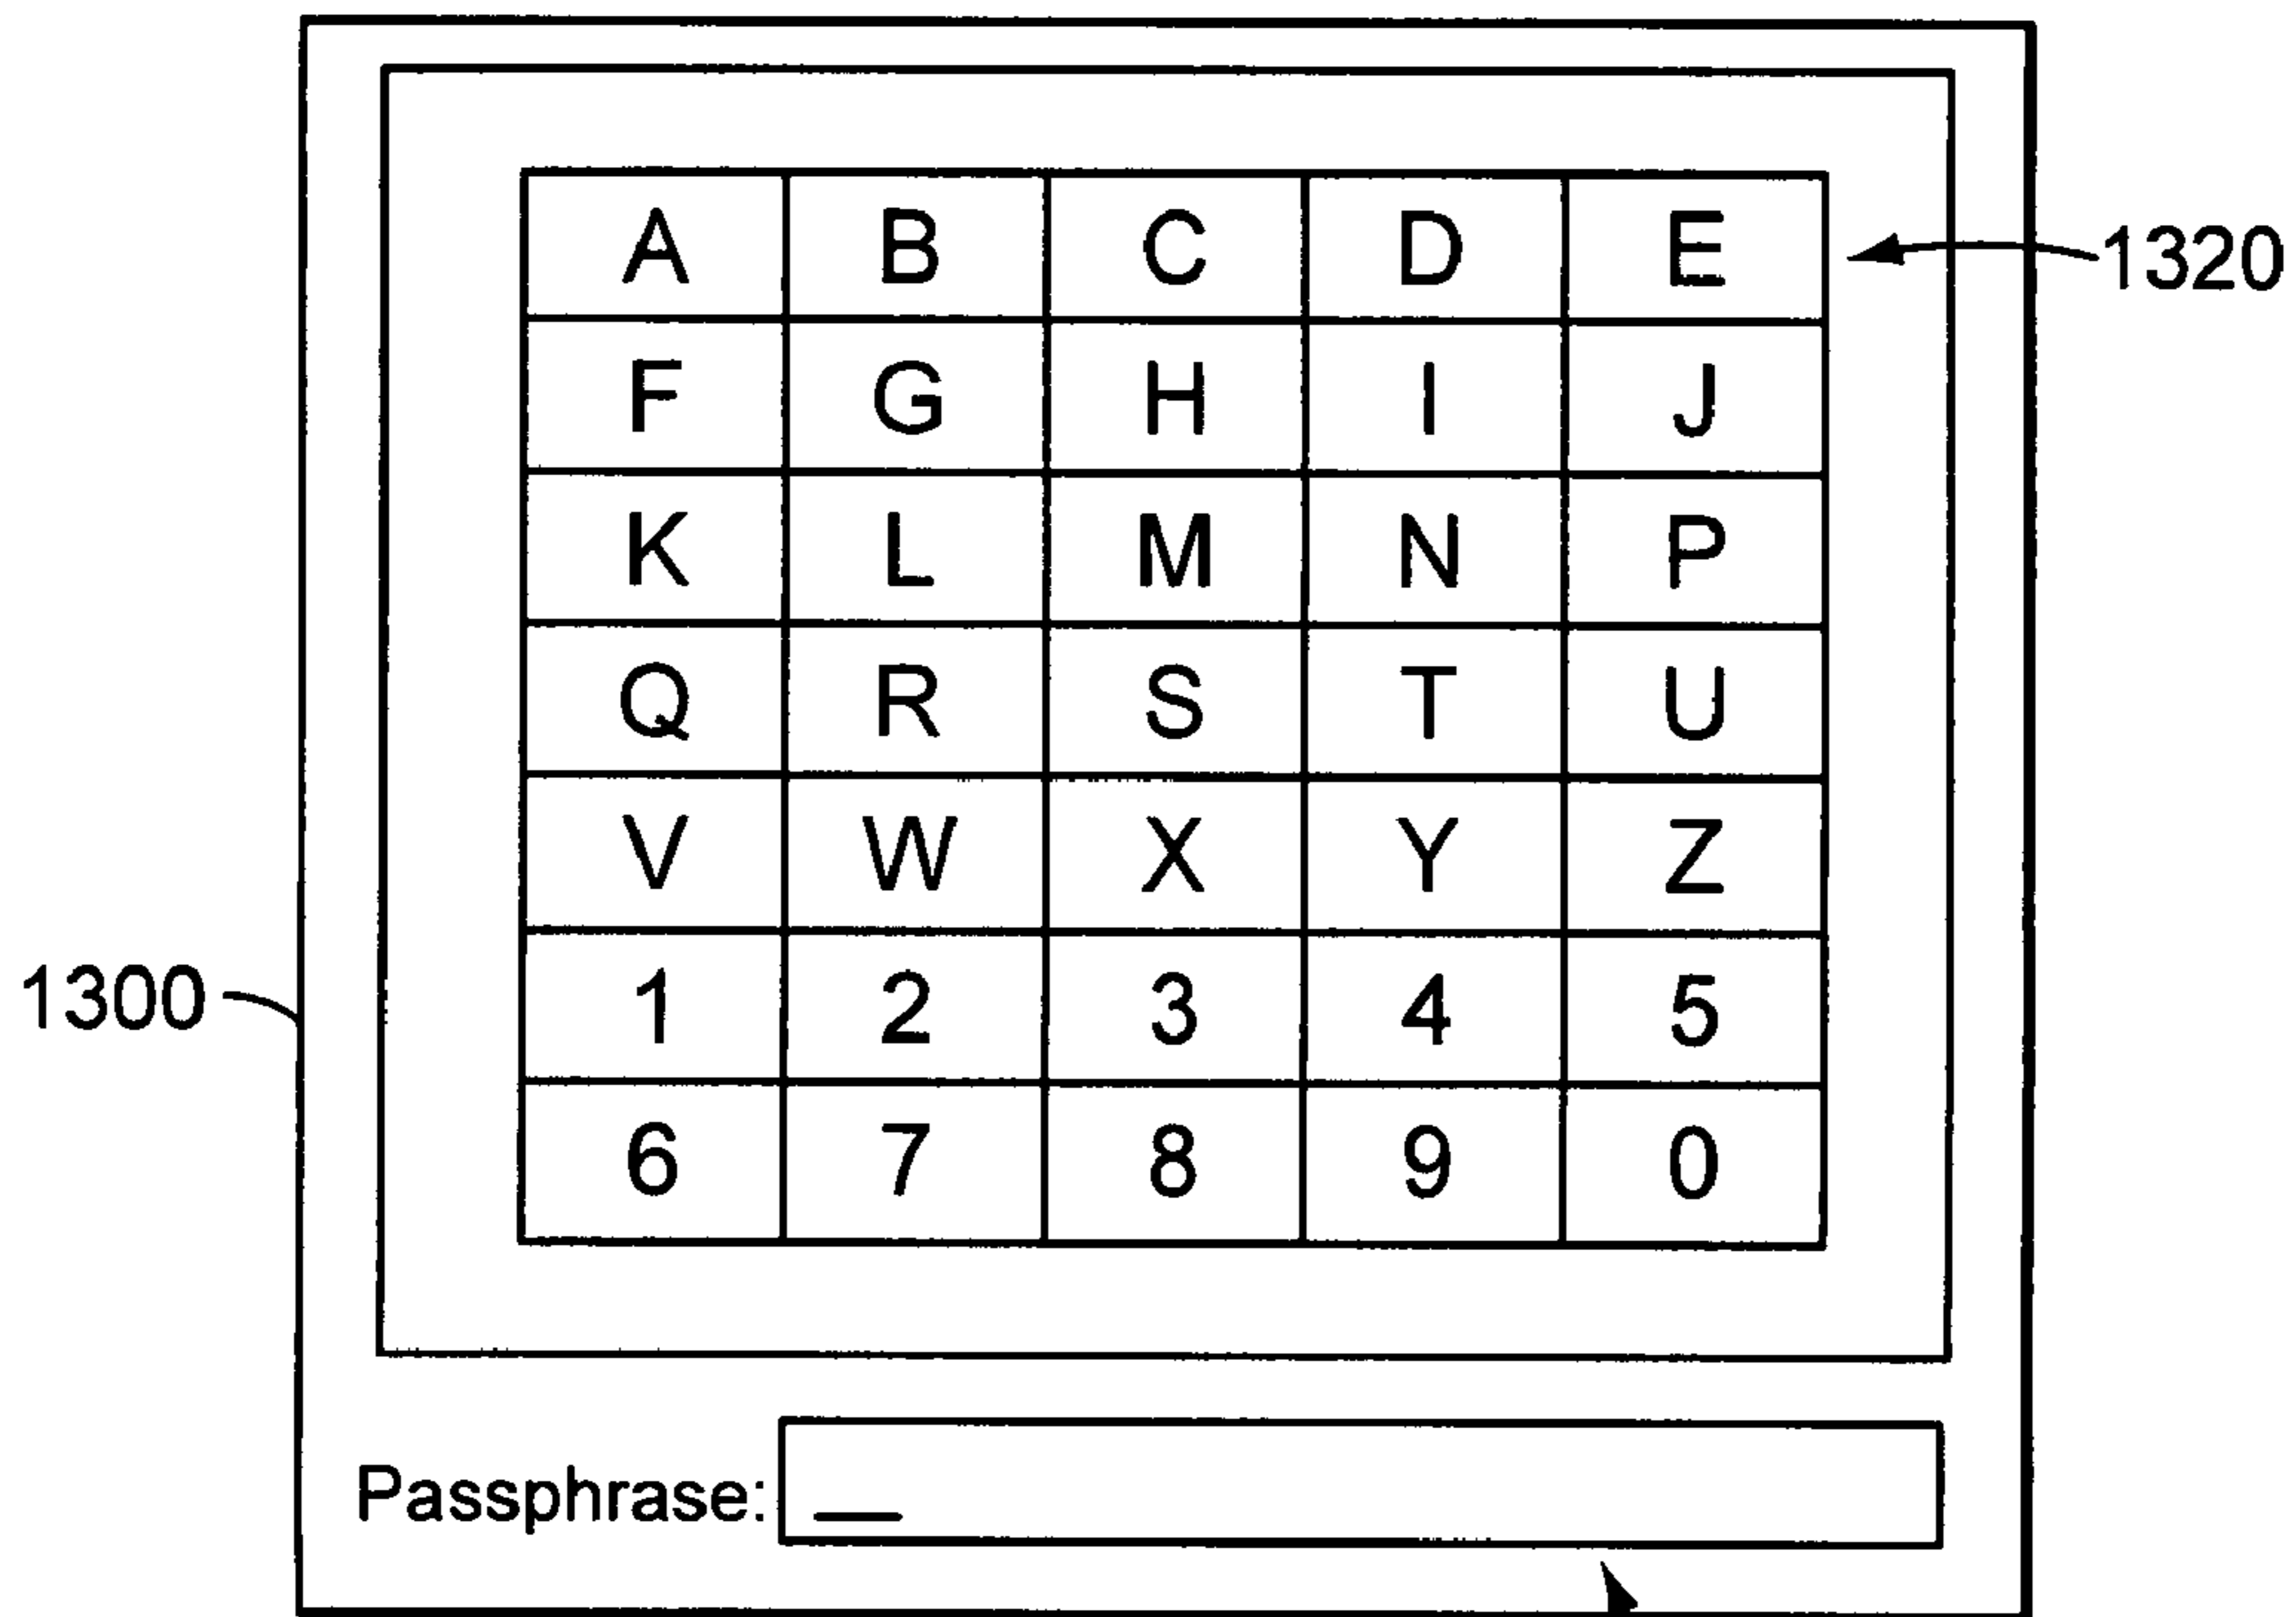 A B C D E 1320
F G H I J
K L M N P
Q R S T U
V W X Y Z
1300 1 2 3 4 5
6 7 8 9 0
Passphrase: